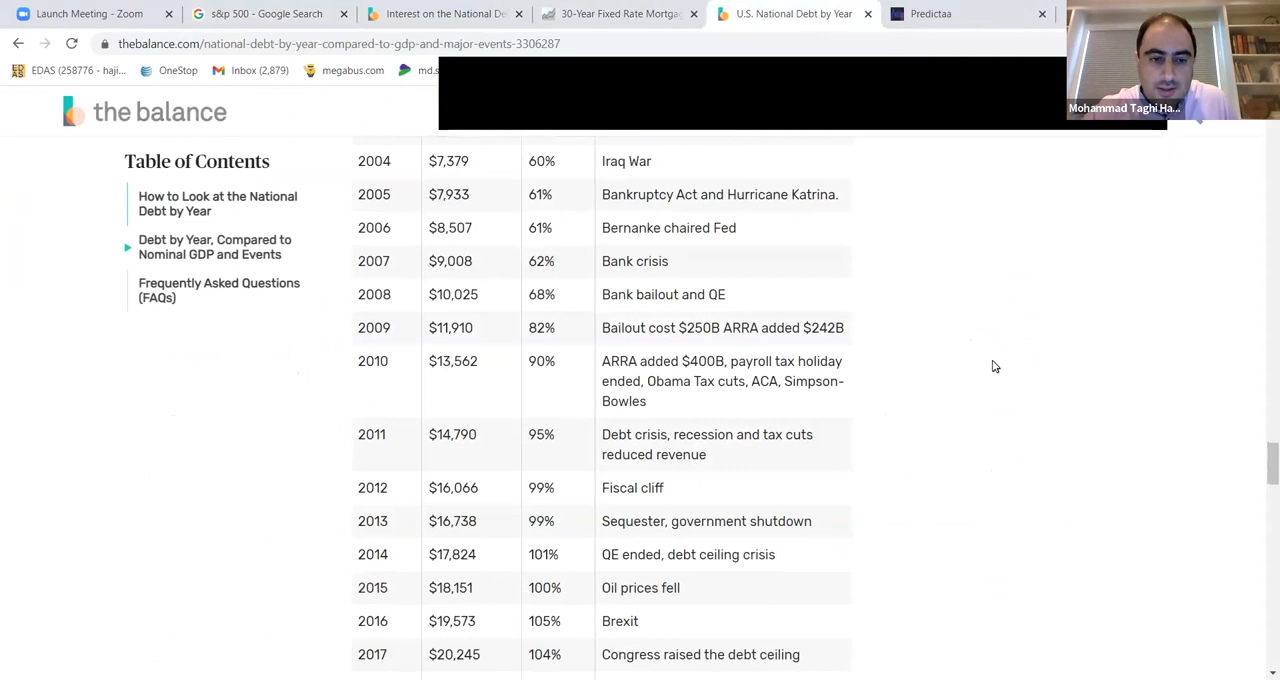 Launch Meeting - Zoom
s&p 500 - Google Search
Interest on the National De
30-Year Fixed Rate Mortga
U.S. National Debt by Year
Predictaa
thebalance.com/national-debt-by-year-compared-to-gdp-and-major-events-3306287
EDAS (258776 - haji...
OneStop
Inbox (2,879)
megabus.com
md.s
Mohammad Taghi Ha...
the balance
Table of Contents
How to Look at the National
Debt by Year
Debt by Year, Compared to
Nominal GDP and Events
Frequently Asked Questions
(FAQs)
2004 $7,379 60% Iraq War
2005 $7,933 61% Bankruptcy Act and Hurricane Katrina.
2006 $8,507 61% Bernanke chaired Fed
2007 $9,008 62% Bank crisis
2008 $10,025 68% Bank bailout and QE
2009 $11,910 82% Bailout cost $250B ARRA added $242B
2010 $13,562 90% ARRA added $400B, payroll tax holiday
ended, Obama Tax cuts, ACA, Simpson-
Bowles
2011 $14,790 95% Debt crisis, recession and tax cuts
reduced revenue
2012 $16,066 99% Fiscal cliff
2013 $16,738 99% Sequester, government shutdown
2014 $17,824 101% QE ended, debt ceiling crisis
2015 $18,151 100% Oil prices fell
2016 $19,573 105% Brexit
2017 $20,245 104% Congress raised the debt ceiling